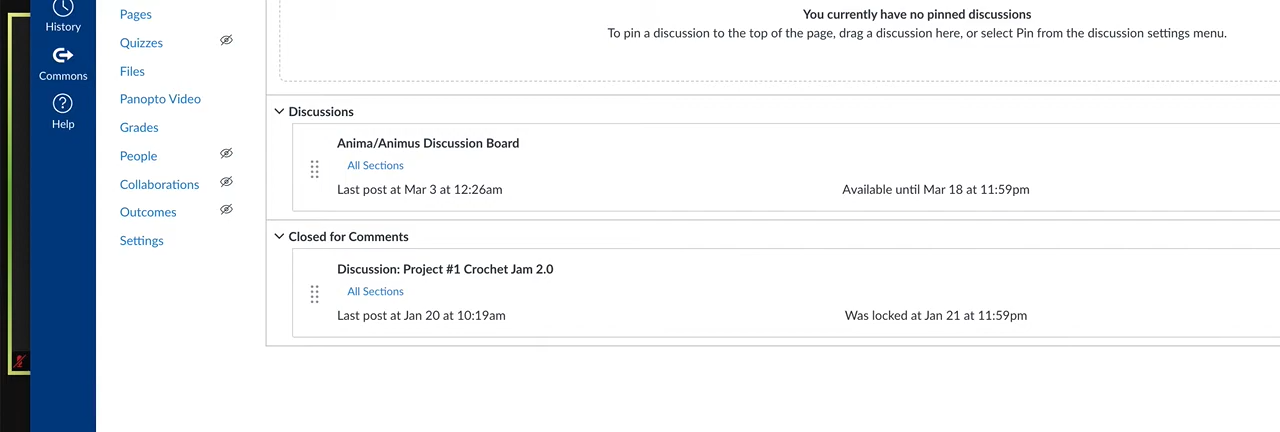 History
Commons
Help
Pages
Quizzes
Files
Panopto Video
Grades
People
Collaborations
Outcomes
Settings
You currently have no pinned discussions
To pin a discussion to the top of the page, drag a discussion here, or select Pin from the discussion settings menu.
Discussions
Anima/Animus Discussion Board
All Sections
Last post at Mar 3 at 12:26am
Available until Mar 18 at 11:59pm
Closed for Comments
Discussion: Project #1 Crochet Jam 2.0
All Sections
Last post at Jan 20 at 10:19am
Was locked at Jan 21 at 11:59pm